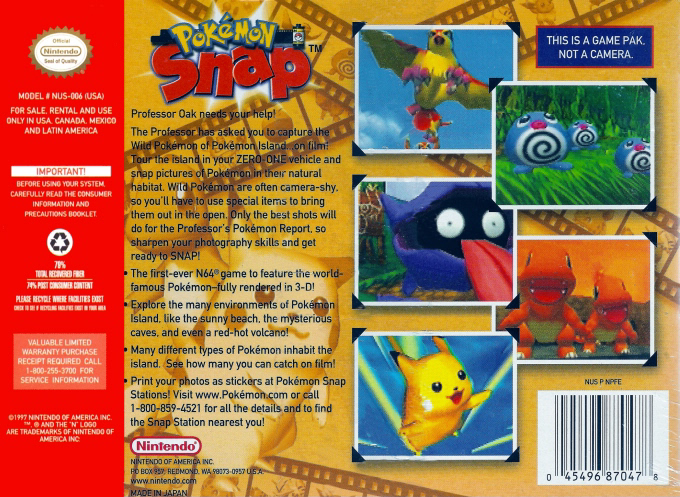 Official
Nintendo
Seal of Quality
MODEL # NUS-006 (USA)
FOR SALE, RENTAL AND USE
ONLY IN USA, CANADA, MEXICO
AND LATIN AMERICA
IMPORTANT!
BEFORE USING YOUR SYSTEM,
CAREFULLY READ THE CONSUMER
INFORMATION AND
PRECAUTIONS BOOKLET.
78%
TOTAL RECOVERED FIBER
74% POST CONSUMER CONTENT
PLEASE RECYCLE WHERE FACILITIES EXIST
CHECK TO SEE IF RECYCLING FACILITIES EXIST IN YOUR AREA
VALUABLE LIMITED
WARRANTY PURCHASE
RECEIPT REQUIRED CALL
1-800-255-3700 FOR
SERVICE INFORMATION
©1997 NINTENDO OF AMERICA INC.
TM, ® AND THE "N" LOGO
ARE TRADEMARKS OF NINTENDO OF
AMERICA INC
POKéMON
Snap™
Professor Oak needs your help!
The Professor has asked you to capture the
Wild Pokémon of Pokémon Island...on film!
Tour the island in your ZERO-ONE vehicle and
snap pictures of Pokémon in their natural
habitat. Wild Pokémon are often camera-shy,
so you'll have to use special items to bring
them out in the open. Only the best shots will
do for the Professor's Pokémon Report, so
sharpen your photography skills and get
ready to SNAP!
• The first-ever N64® game to feature the world-
famous Pokémon—fully rendered in 3-D!
• Explore the many environments of Pokémon
Island, like the sunny beach, the mysterious
caves, and even a red-hot volcano!
• Many different types of Pokémon inhabit the
island. See how many you can catch on film!
• Print your photos as stickers at Pokémon Snap
Stations! Visit www.Pokémon.com or call
1-800-859-4521 for all the details and to find
the Snap Station nearest you!
Nintendo®
NINTENDO OF AMERICA INC.
PO BOX 957, REDMOND, WA 98073-0957 U.S.A.
www.nintendo.com
MADE IN JAPAN
THIS IS A GAME PAK.
NOT A CAMERA.
NUS P NPFE
0 45496 87047 8